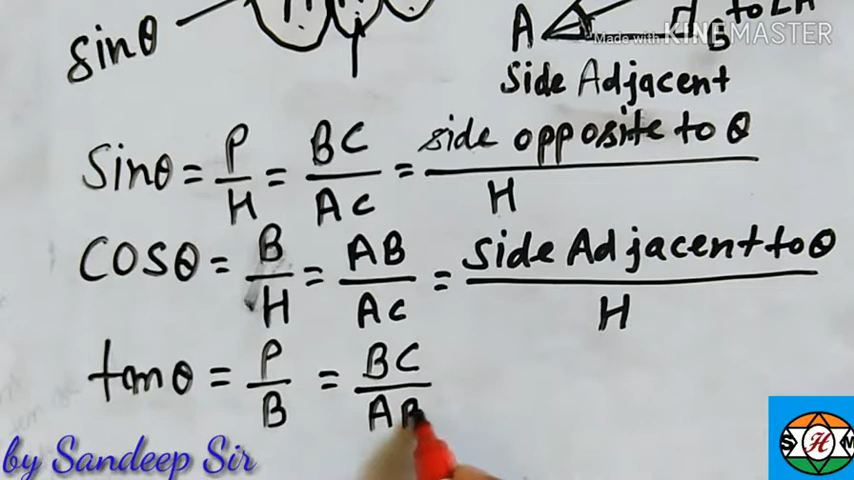 sinθ
A
B
to ∠A
Made with KINEMASTER
Side Adjacent
Sinθ = P/H = BC/AC = side opposite to θ/H
COSθ = B/H = AB/AC = side Adjacent to θ/H
tanθ = P/B = BC/AB
by Sandeep Sir
S H M